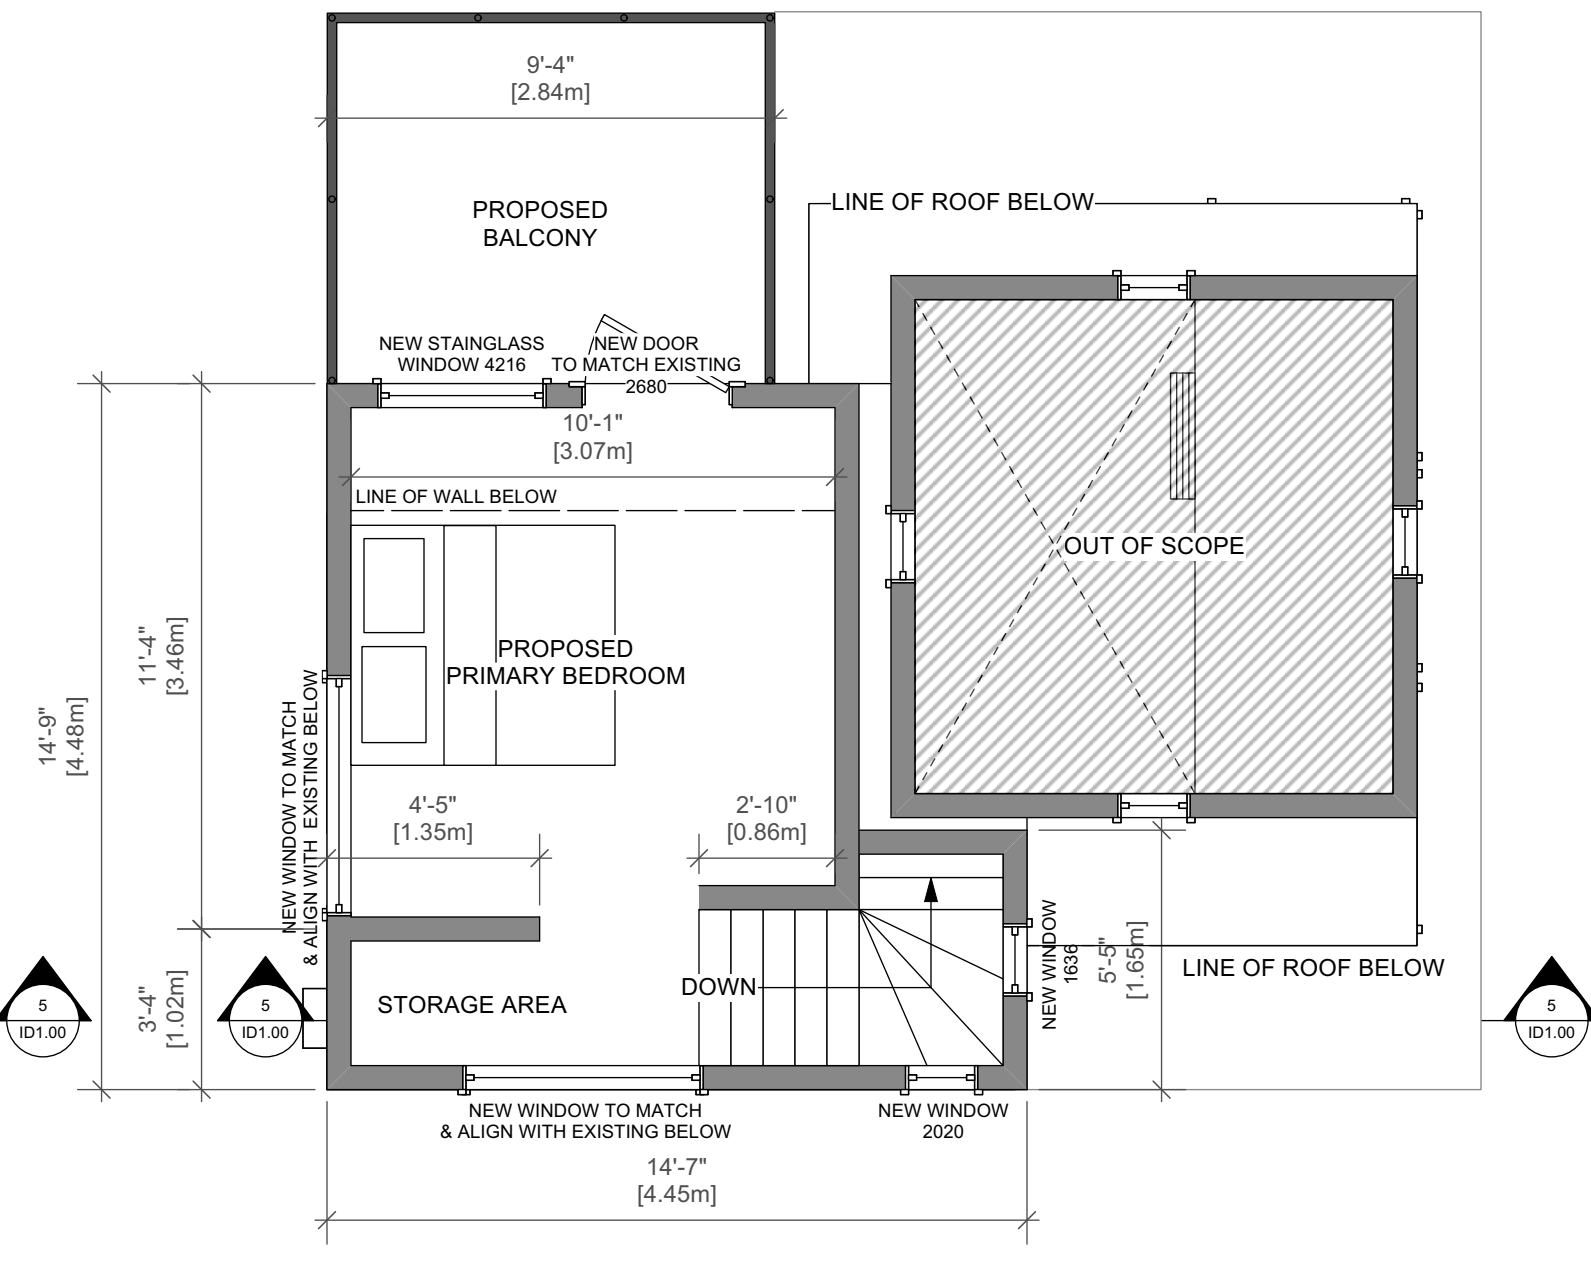 9'-4"
[2.84m]
PROPOSED
BALCONY
LINE OF ROOF BELOW
NEW STAINGLASS
WINDOW 4216
NEW DOOR
TO MATCH EXISTING
2680
10'-1"
[3.07m]
LINE OF WALL BELOW
OUT OF SCOPE
PROPOSED
PRIMARY BEDROOM
14'-9"
[4.48m]
11'-4"
[3.46m]
NEW WINDOW TO MATCH
& ALIGN WITH EXISTING BELOW
4'-5"
[1.35m]
2'-10"
[0.86m]
3'-4"
[1.02m]
5
ID1.00
5
ID1.00
STORAGE AREA
DOWN
NEW WINDOW
1636
5'-5"
[1.65m]
LINE OF ROOF BELOW
5
ID1.00
NEW WINDOW TO MATCH
& ALIGN WITH EXISTING BELOW
NEW WINDOW
2020
14'-7"
[4.45m]